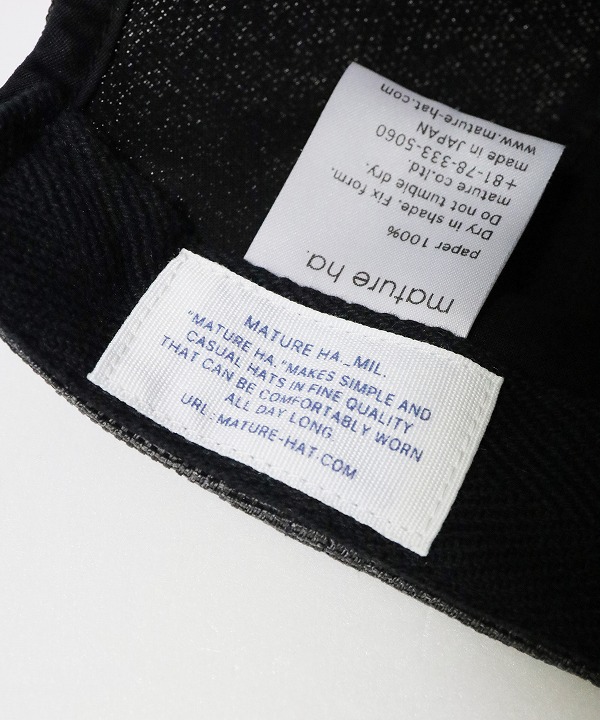 mature ha.
paper 100%
Dry in shade. Fix form.
Do not tumble dry.
mature co.ltd.
+81-78-333-5060
made in JAPAN
www.mature-hat.com
MATURE HA_MIL.
"MATURE HA."MAKES SIMPLE AND
CASUAL HATS IN FINE QUALITY
THAT CAN BE COMFORTABLY WORN
ALL DAY LONG
URL:MATURE-HAT.COM